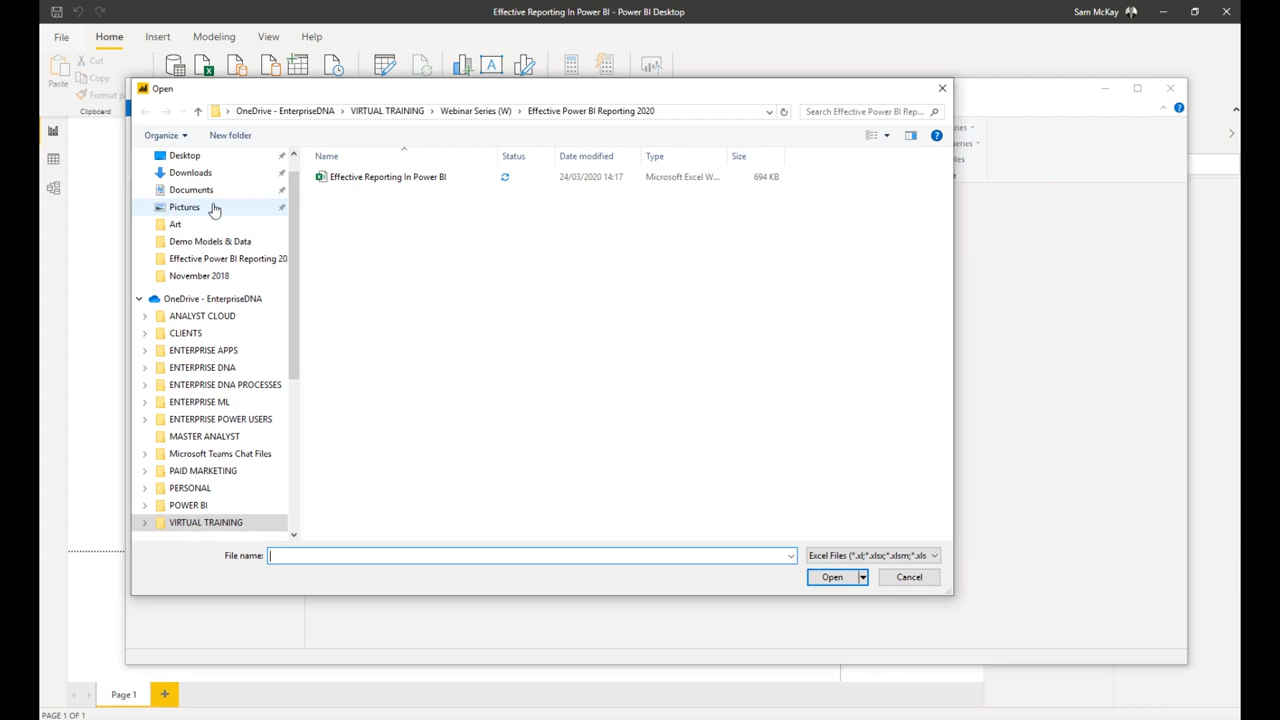 Effective Reporting In Power BI - Power BI Desktop
Sam McKay
File
Home
Insert
Modeling
View
Help
Paste
Cut
Copy
Format p
Clipboard
Open
OneDrive - EnterpriseDNA
VIRTUAL TRAINING
Webinar Series (W)
Effective Power BI Reporting 2020
Search Effective Power BI Rep...
Organize
New folder
Name
Status
Date modified
Type
Size
Effective Reporting In Power BI
24/03/2020 14:17
Microsoft Excel W...
694 KB
Desktop
Downloads
Documents
Pictures
Art
Demo Models & Data
Effective Power BI Reporting 20
November 2018
OneDrive - EnterpriseDNA
ANALYST CLOUD
CLIENTS
ENTERPRISE APPS
ENTERPRISE DNA
ENTERPRISE DNA PROCESSES
ENTERPRISE ML
ENTERPRISE POWER USERS
MASTER ANALYST
Microsoft Teams Chat Files
PAID MARKETING
PERSONAL
POWER BI
VIRTUAL TRAINING
File name:
Excel Files (*.xl;*.xlsx;*.xlsm;*.xls
Open
Cancel
Page 1
PAGE 1 OF 1